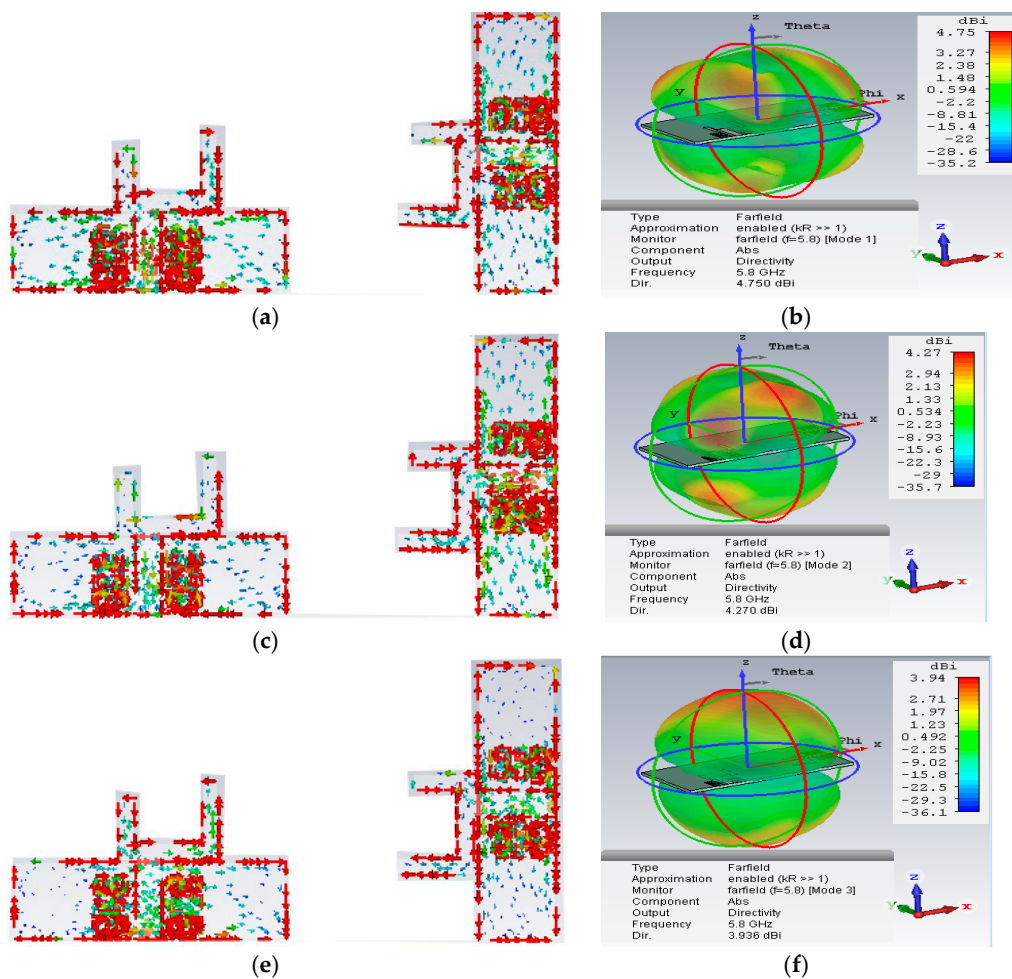 z
Theta
y
Phi
x
dBi
4.75
3.27
2.38
1.48
0.594
-2.2
-8.81
-15.4
-22
-28.6
-35.2
Type Farfield
Approximation enabled (kR >> 1)
Monitor farfield (f=5.8) [Mode 1]
Component Abs
Output Directivity
Frequency 5.8 GHz
Dir. 4.750 dBi
z
y
x
(a)
(b)
z
Theta
y
Phi
x
dBi
4.27
2.94
2.13
1.33
0.534
-2.23
-8.93
-15.6
-22.3
-29
-35.7
Type Farfield
Approximation enabled (kR >> 1)
Monitor farfield (f=5.8) [Mode 2]
Component Abs
Output Directivity
Frequency 5.8 GHz
Dir. 4.270 dBi
z
y
x
(c)
(d)
z
Theta
y
Phi
x
dBi
3.94
2.71
1.97
1.23
0.492
-2.25
-9.02
-15.8
-22.5
-29.3
-36.1
Type Farfield
Approximation enabled (kR >> 1)
Monitor farfield (f=5.8) [Mode 3]
Component Abs
Output Directivity
Frequency 5.8 GHz
Dir. 3.936 dBi
z
y
x
(e)
(f)